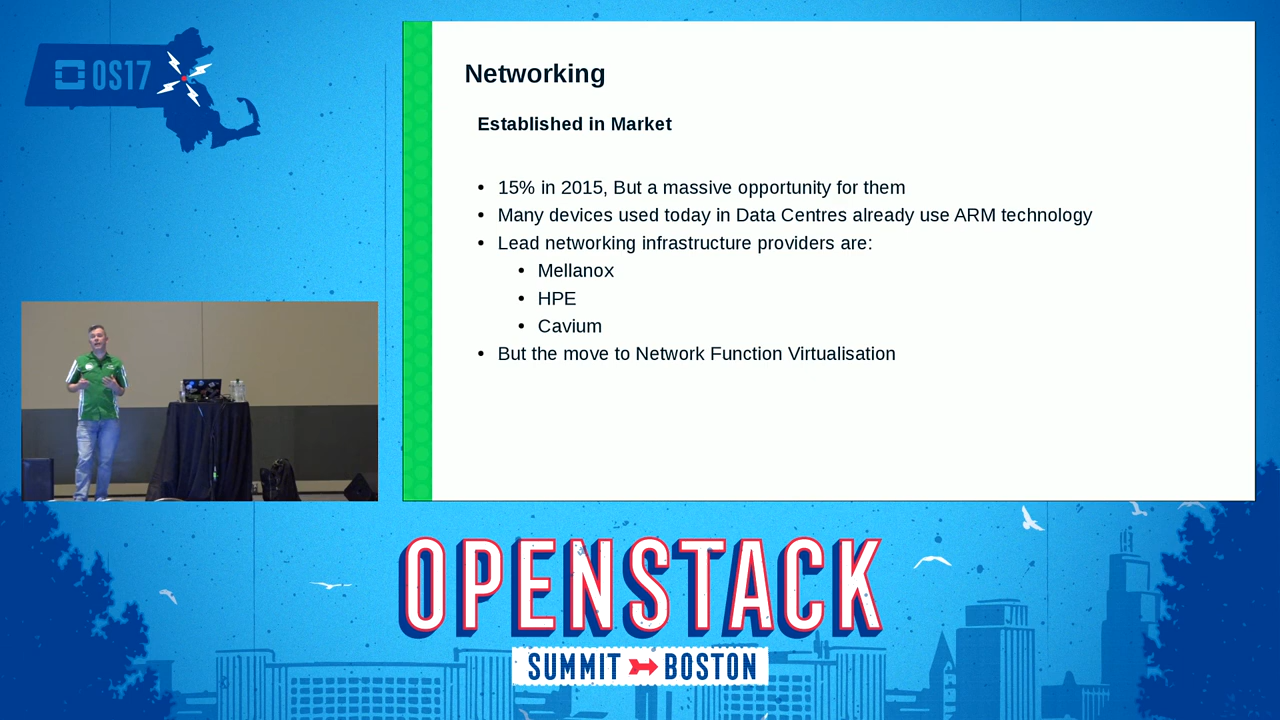 OS17
Networking
Established in Market
• 15% in 2015, But a massive opportunity for them
• Many devices used today in Data Centres already use ARM technology
• Lead networking infrastructure providers are:
• Mellanox
• HPE
• Cavium
• But the move to Network Function Virtualisation
OPENSTACK
SUMMIT BOSTON